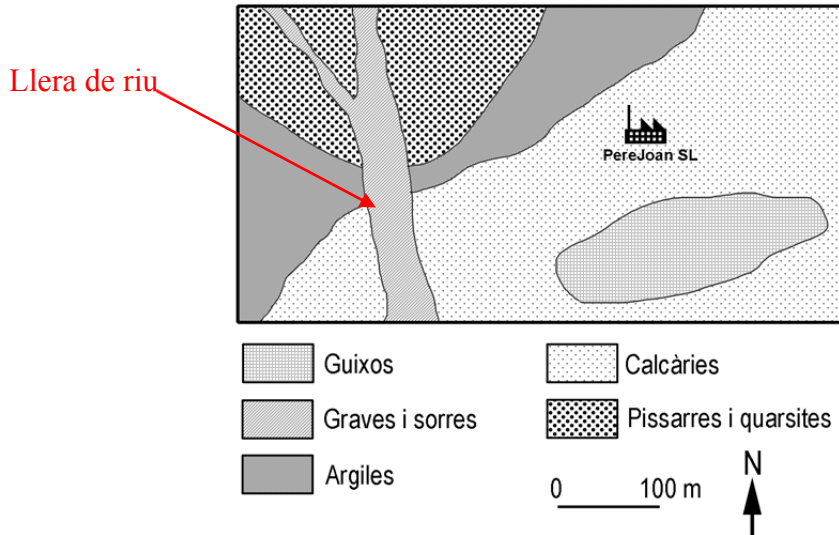 Llera de riu
PereJoan SL
Guixos
Calcàries
Graves i sorres
Pissarres i quarsites
Argiles
0 100 m
N